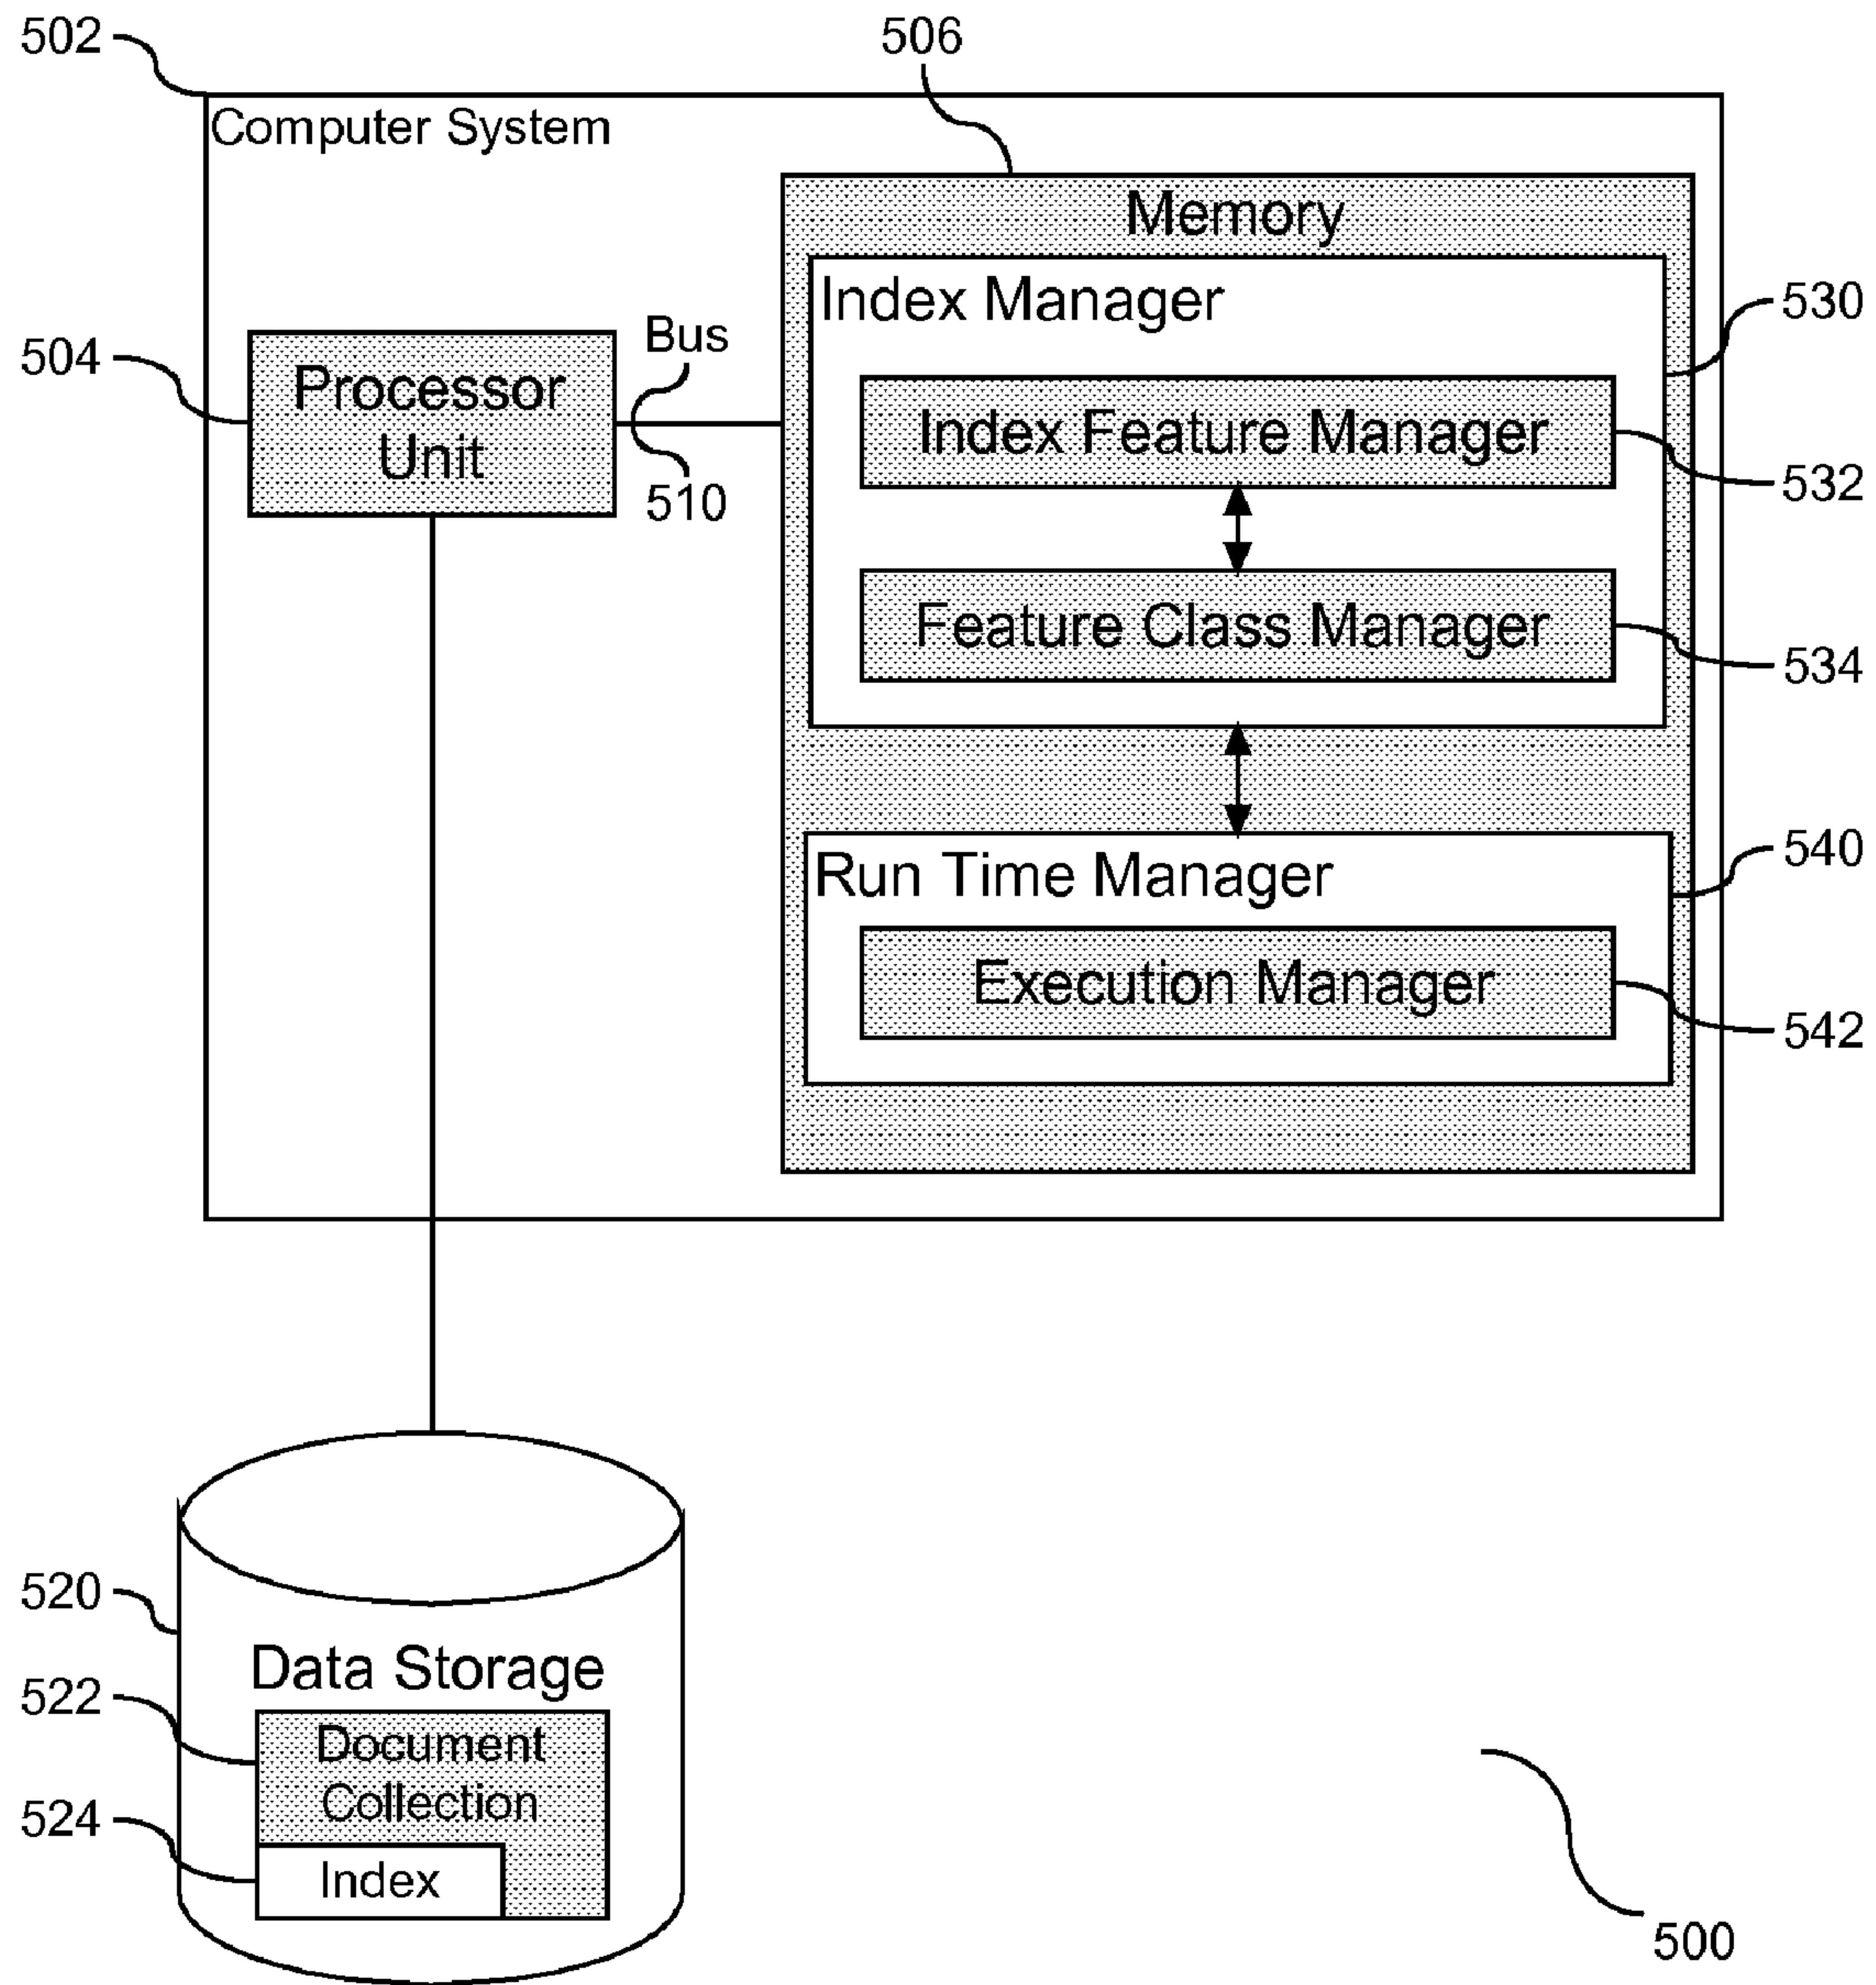 502
506
Computer System
Memory
Index Manager
530
Bus
504
Processor
Unit
Index Feature Manager
510
532
Feature Class Manager
534
540
Run Time Manager
Execution Manager
542
520
Data Storage
522
Document
Collection
524
Index
500